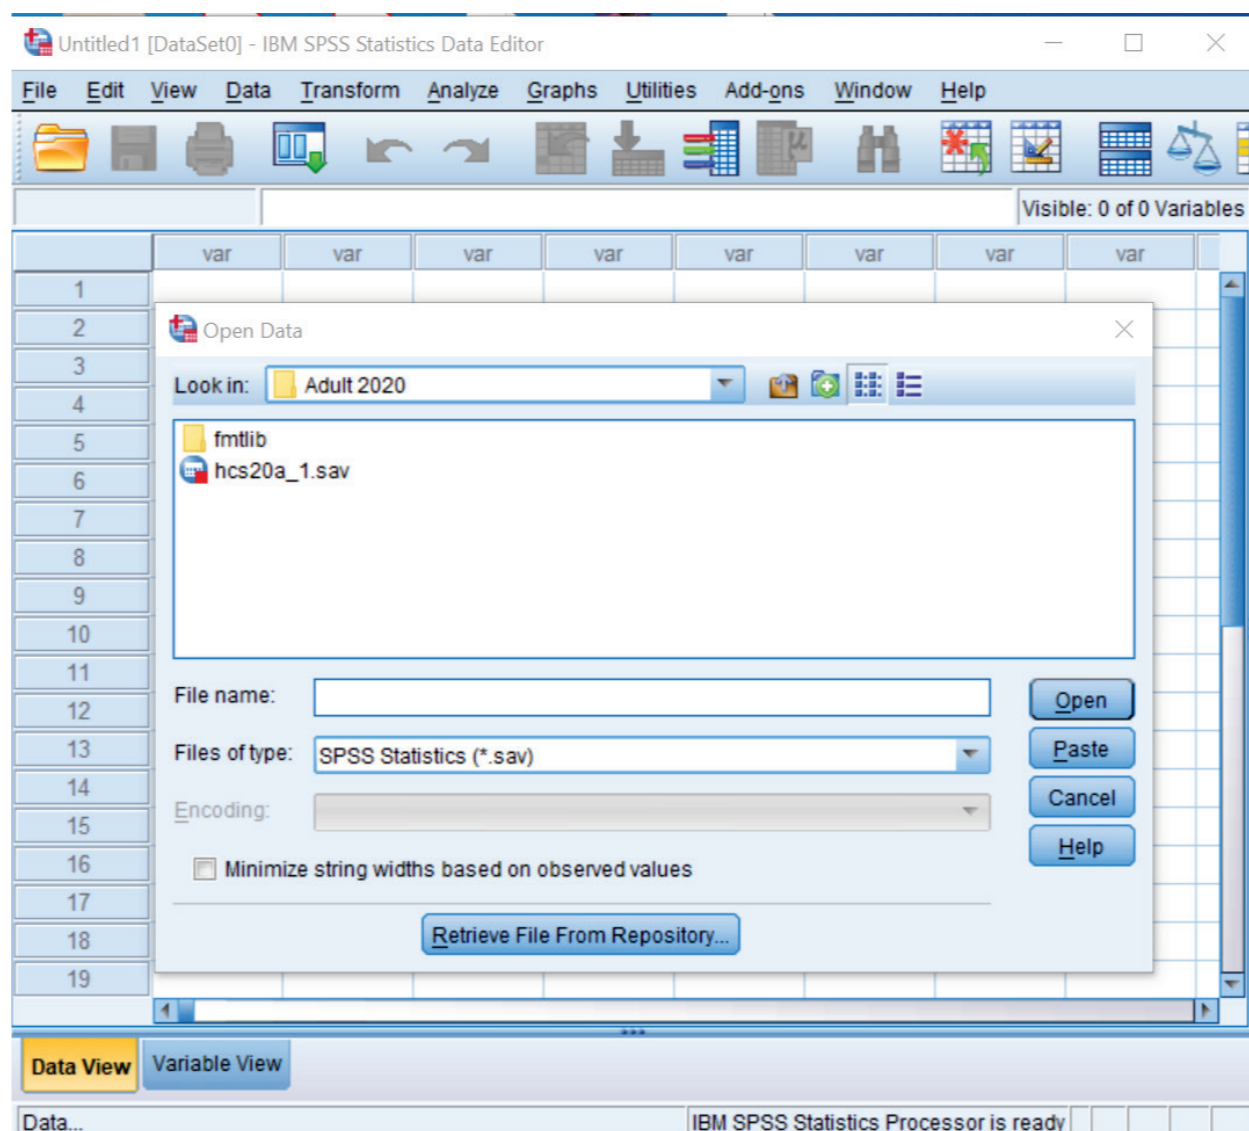 Untitled1 [DataSet0] - IBM SPSS Statistics Data Editor
File Edit View Data Transform Analyze Graphs Utilities Add-ons Window Help
Visible: 0 of 0 Variables
var var var var var var var var
1
2
Open Data
3
Look in: Adult 2020
4
5
fmtlib
6
hcs20a_1.sav
7
8
9
10
11
File name:
Open
12
13
Files of type: SPSS Statistics (*.sav)
Paste
14
Cancel
Encoding:
15
Help
16
Minimize string widths based on observed values
17
18
Retrieve File From Repository...
19
Data View Variable View
Data... IBM SPSS Statistics Processor is ready